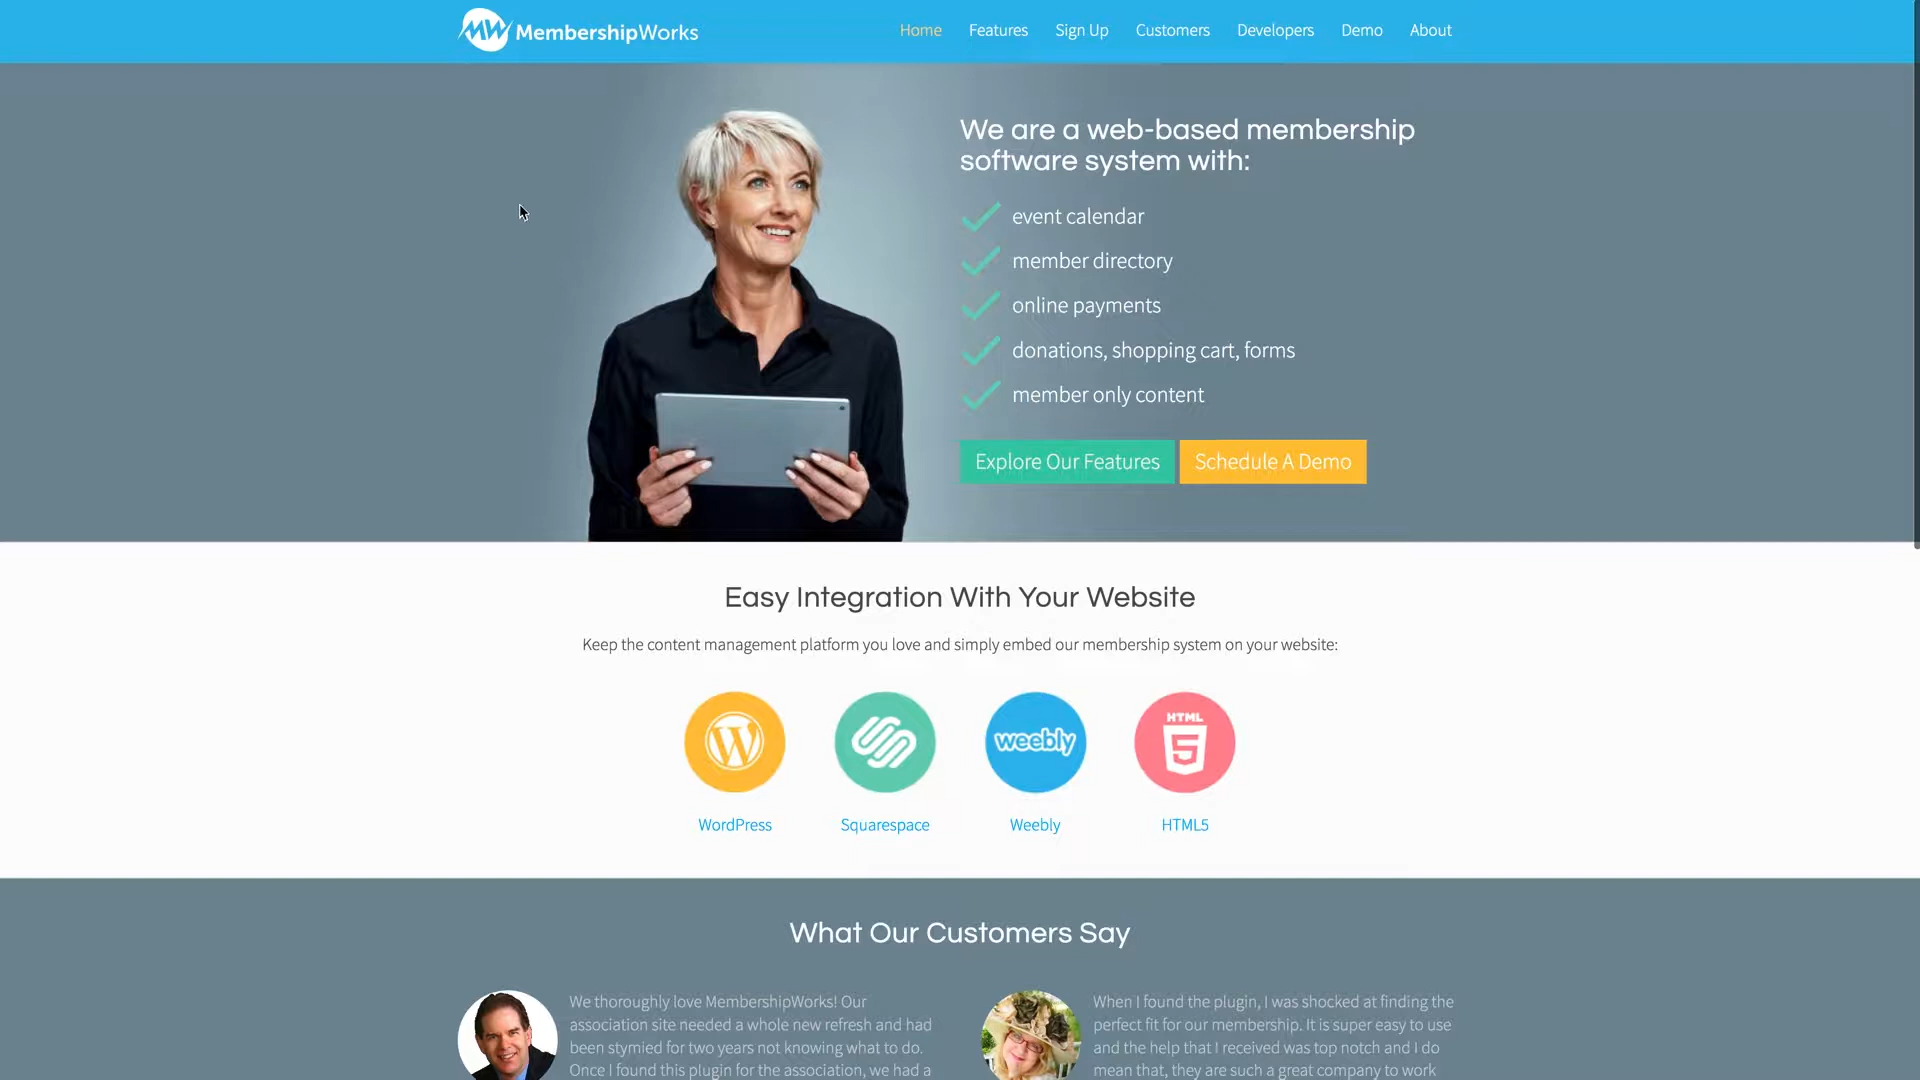 MW MembershipWorks
Home Features Sign Up Customers Developers Demo About
We are a web-based membership
software system with:
event calendar
member directory
online payments
donations, shopping cart, forms
member only content
Explore Our Features Schedule A Demo
Easy Integration With Your Website
Keep the content management platform you love and simply embed our membership system on your website:
W
weebly
HTML
5
WordPress Squarespace Weebly HTML5
What Our Customers Say
We thoroughly love MembershipWorks! Our
association site needed a whole new refresh and had
been stymied for two years not knowing what to do.
Once I found this plugin for the association, we had a
When I found the plugin, I was shocked at finding the
perfect fit for our membership. It is super easy to use
and the help that I received was top notch and I do
mean that, they are such a great company to work